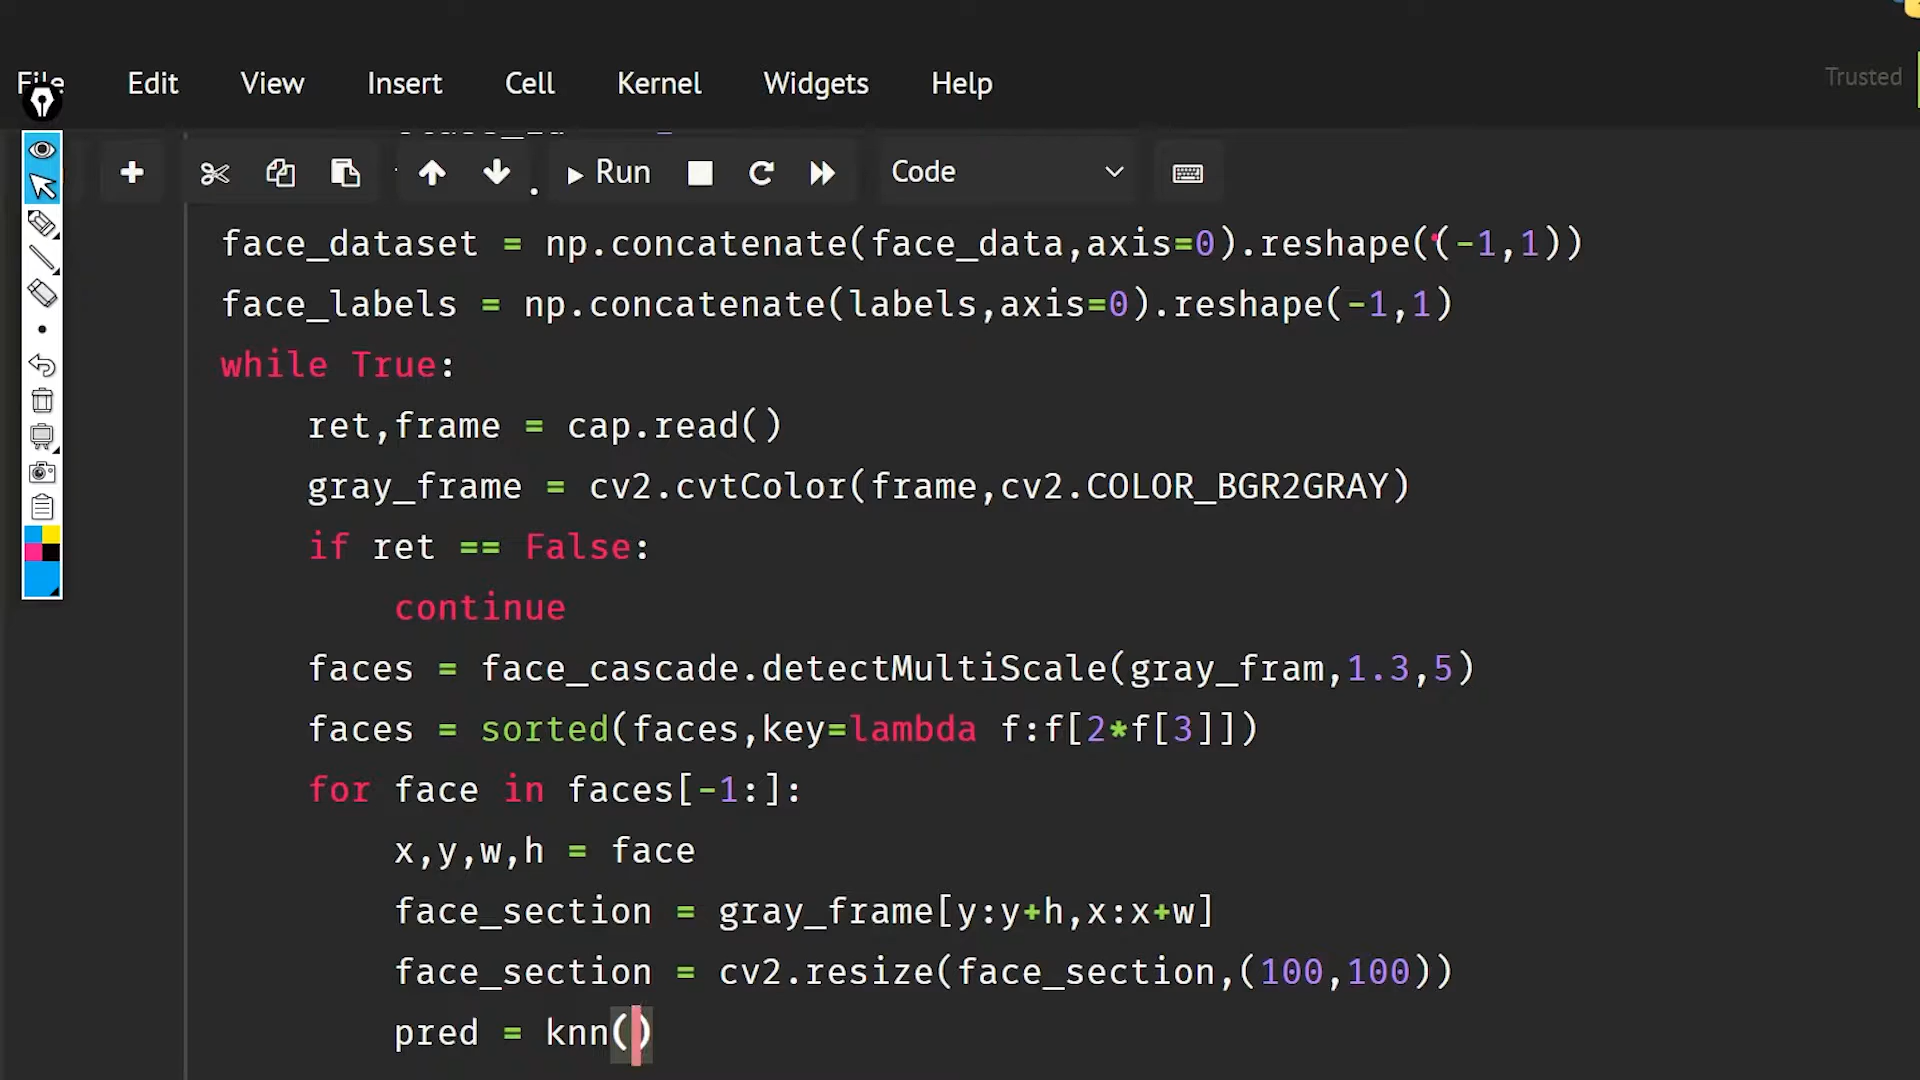 File Edit View Insert Cell Kernel Widgets Help Trusted
Run Code
face_dataset = np.concatenate(face_data,axis=0).reshape((-1,1))
face_labels = np.concatenate(labels,axis=0).reshape(-1,1)
while True:
ret,frame = cap.read()
gray_frame = cv2.cvtColor(frame,cv2.COLOR_BGR2GRAY)
if ret == False:
continue
faces = face_cascade.detectMultiScale(gray_fram,1.3,5)
faces = sorted(faces,key=lambda f:f[2*f[3]])
for face in faces[-1:]:
x,y,w,h = face
face_section = gray_frame[y:y+h,x:x+w]
face_section = cv2.resize(face_section,(100,100))
pred = knn()